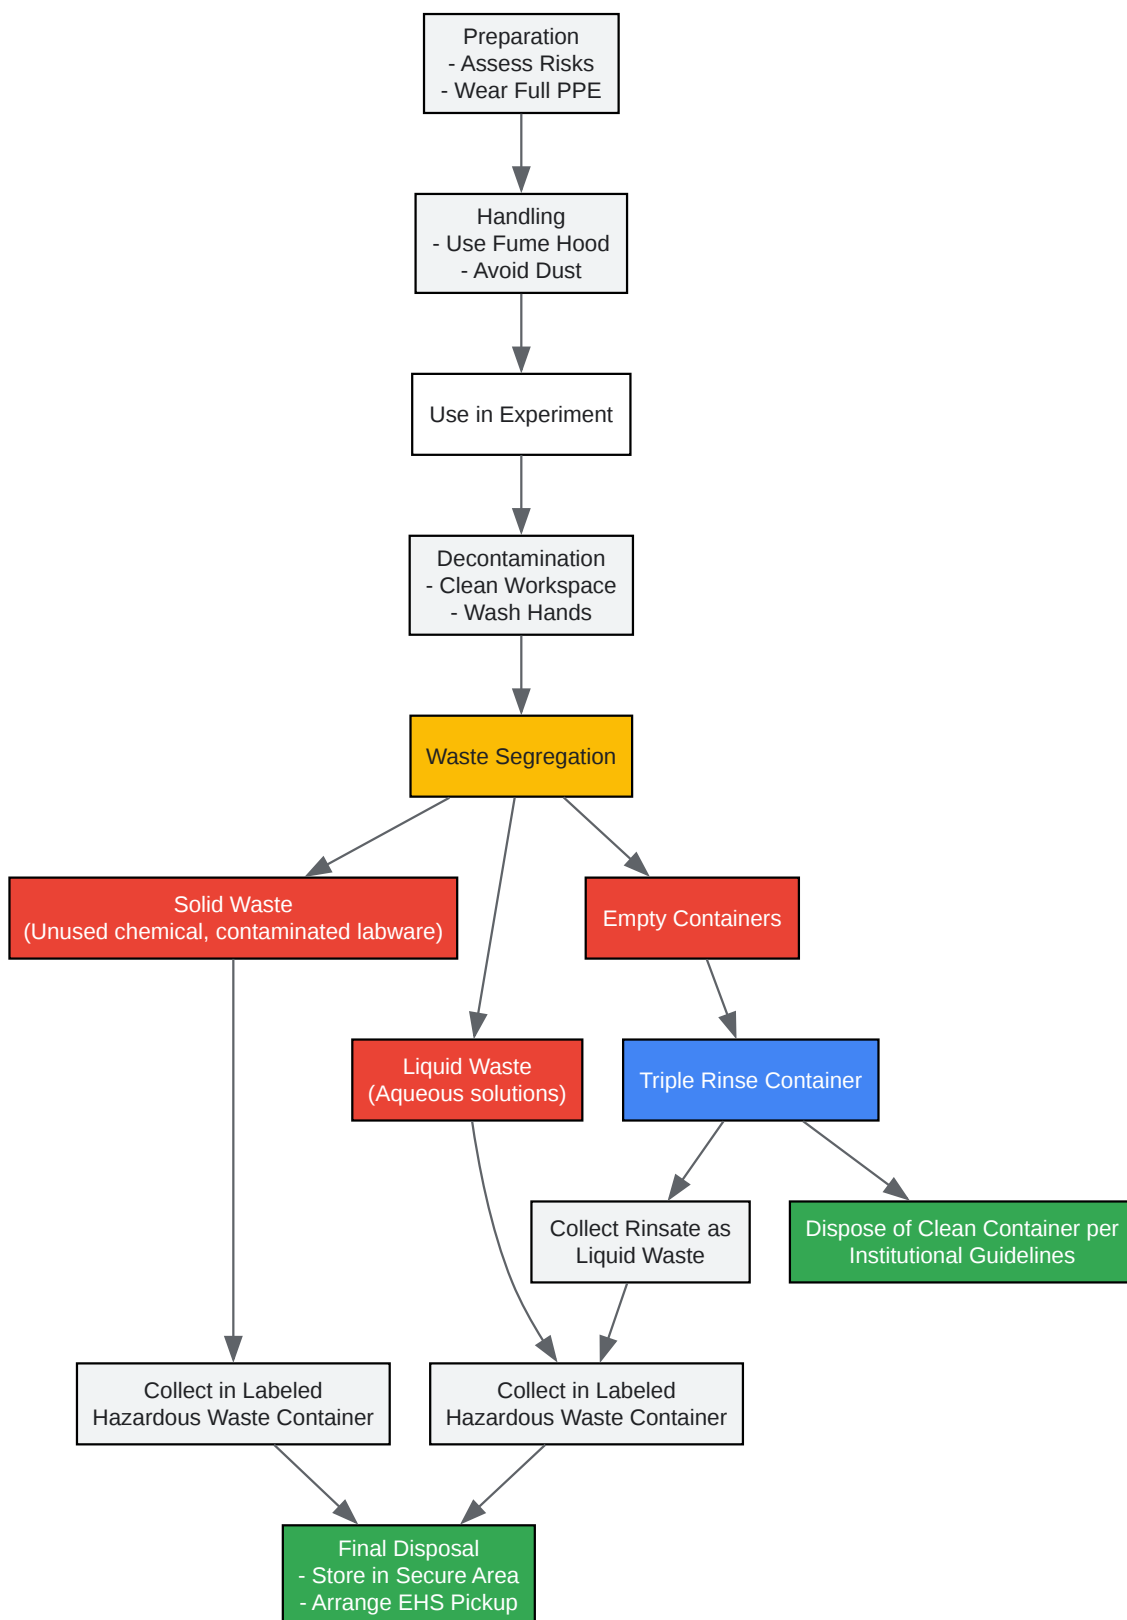 Preparation
- Assess Risks
- Wear Full PPE
Handling
- Use Fume Hood
- Avoid Dust
Use in Experiment
Decontamination
- Clean Workspace
- Wash Hands
Waste Segregation
Solid Waste
(Unused chemical, contaminated labware)
Empty Containers
Liquid Waste
(Aqueous solutions)
Triple Rinse Container
Collect Rinsate as
Liquid Waste
Dispose of Clean Container per
Institutional Guidelines
Collect in Labeled
Hazardous Waste Container
Collect in Labeled
Hazardous Waste Container
Final Disposal
- Store in Secure Area
- Arrange EHS Pickup